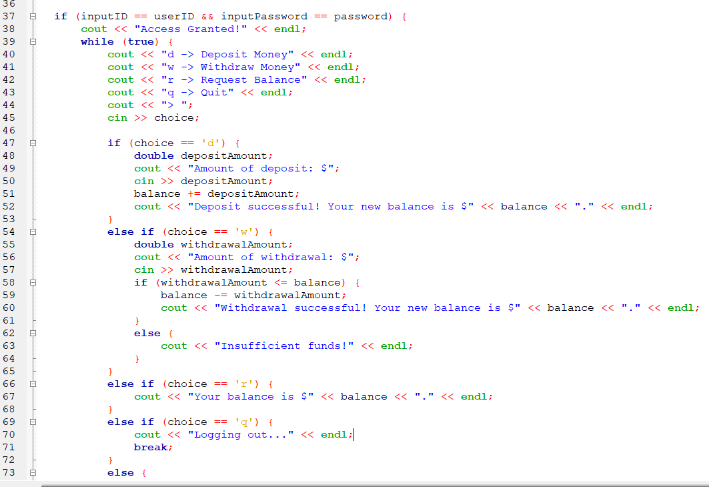 36
37 if (inputID == userID && inputPassword == password) {
38 cout << "Access Granted!" << endl;
39 while (true) {
40 cout << "d -> Deposit Money" << endl;
41 cout << "w -> Withdraw Money" << endl;
42 cout << "r -> Request Balance" << endl;
43 cout << "q -> Quit" << endl;
44 cout << "> ";
45 cin >> choice;
46
47 if (choice == 'd') {
48 double depositAmount;
49 cout << "Amount of deposit: $";
50 cin >> depositAmount;
51 balance += depositAmount;
52 cout << "Deposit successful! Your new balance is $" << balance << "." << endl;
53 }
54 else if (choice == 'w') {
55 double withdrawalAmount;
56 cout << "Amount of withdrawal: $";
57 cin >> withdrawalAmount;
58 if (withdrawalAmount <= balance) {
59 balance -= withdrawalAmount;
60 cout << "Withdrawal successful! Your new balance is $" << balance << "." << endl;
61 }
62 else {
63 cout << "Insufficient funds!" << endl;
64 }
65 }
66 else if (choice == 'r') {
67 cout << "Your balance is $" << balance << "." << endl;
68 }
69 else if (choice == 'q') {
70 cout << "Logging out..." << endl;
71 break;
72 }
73 else {